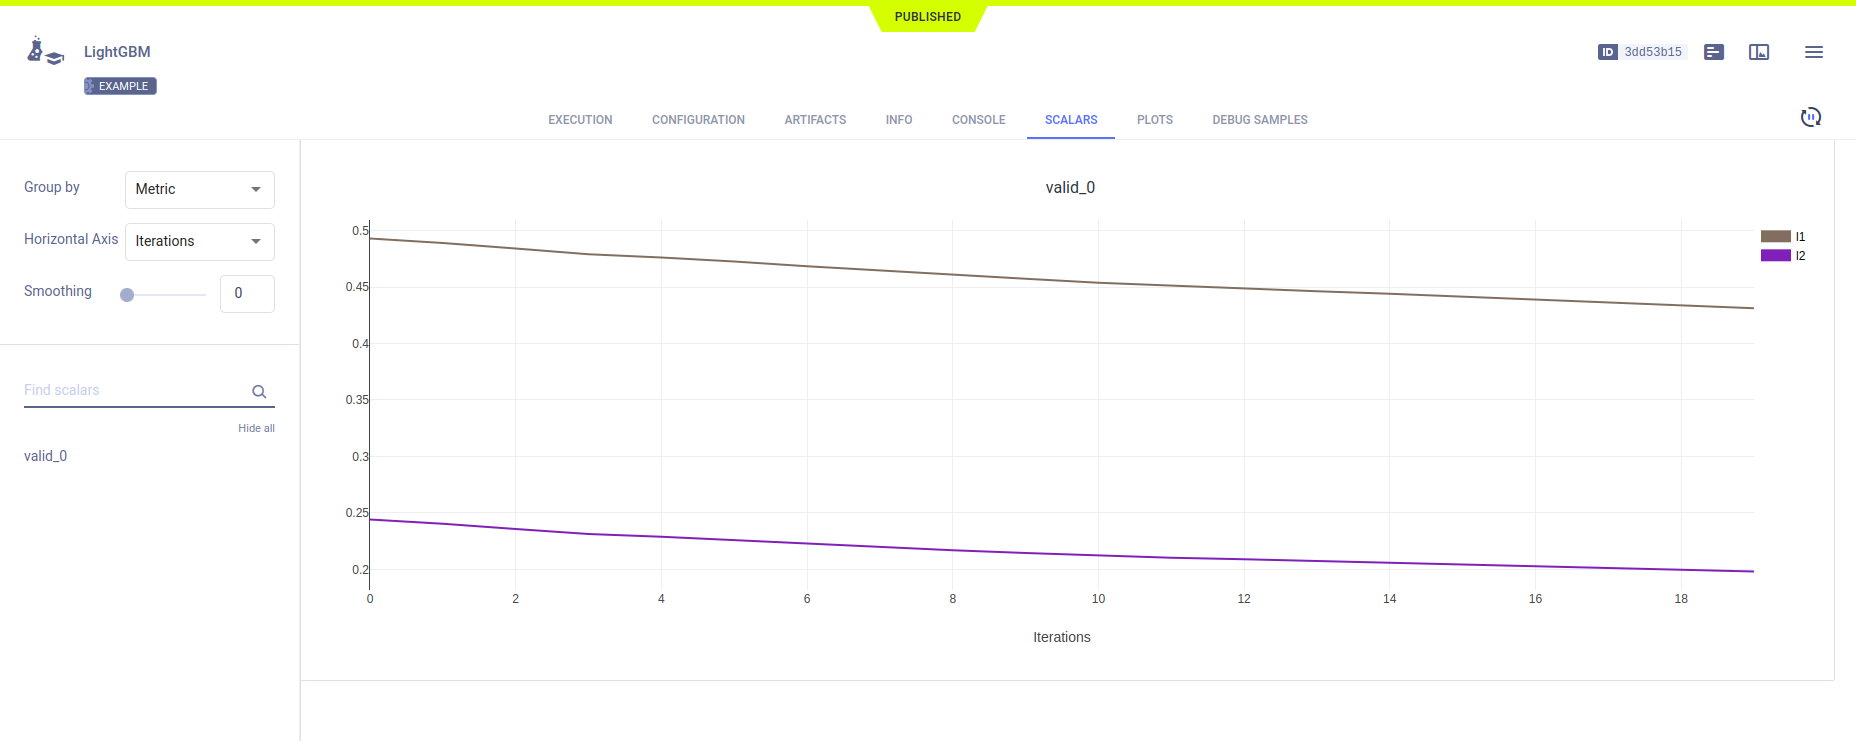 PUBLISHED
LightGBM
EXAMPLE
ID 3dd53b15
EXECUTION CONFIGURATION ARTIFACTS INFO CONSOLE SCALARS PLOTS DEBUG SAMPLES
Group by Metric
Horizontal Axis Iterations
Smoothing 0
Find scalars
Hide all
valid_0
valid_0
0.5
0.45
0.4
0.35
0.3
0.25
0.2
0 2 4 6 8 10 12 14 16 18
Iterations
l1
l2